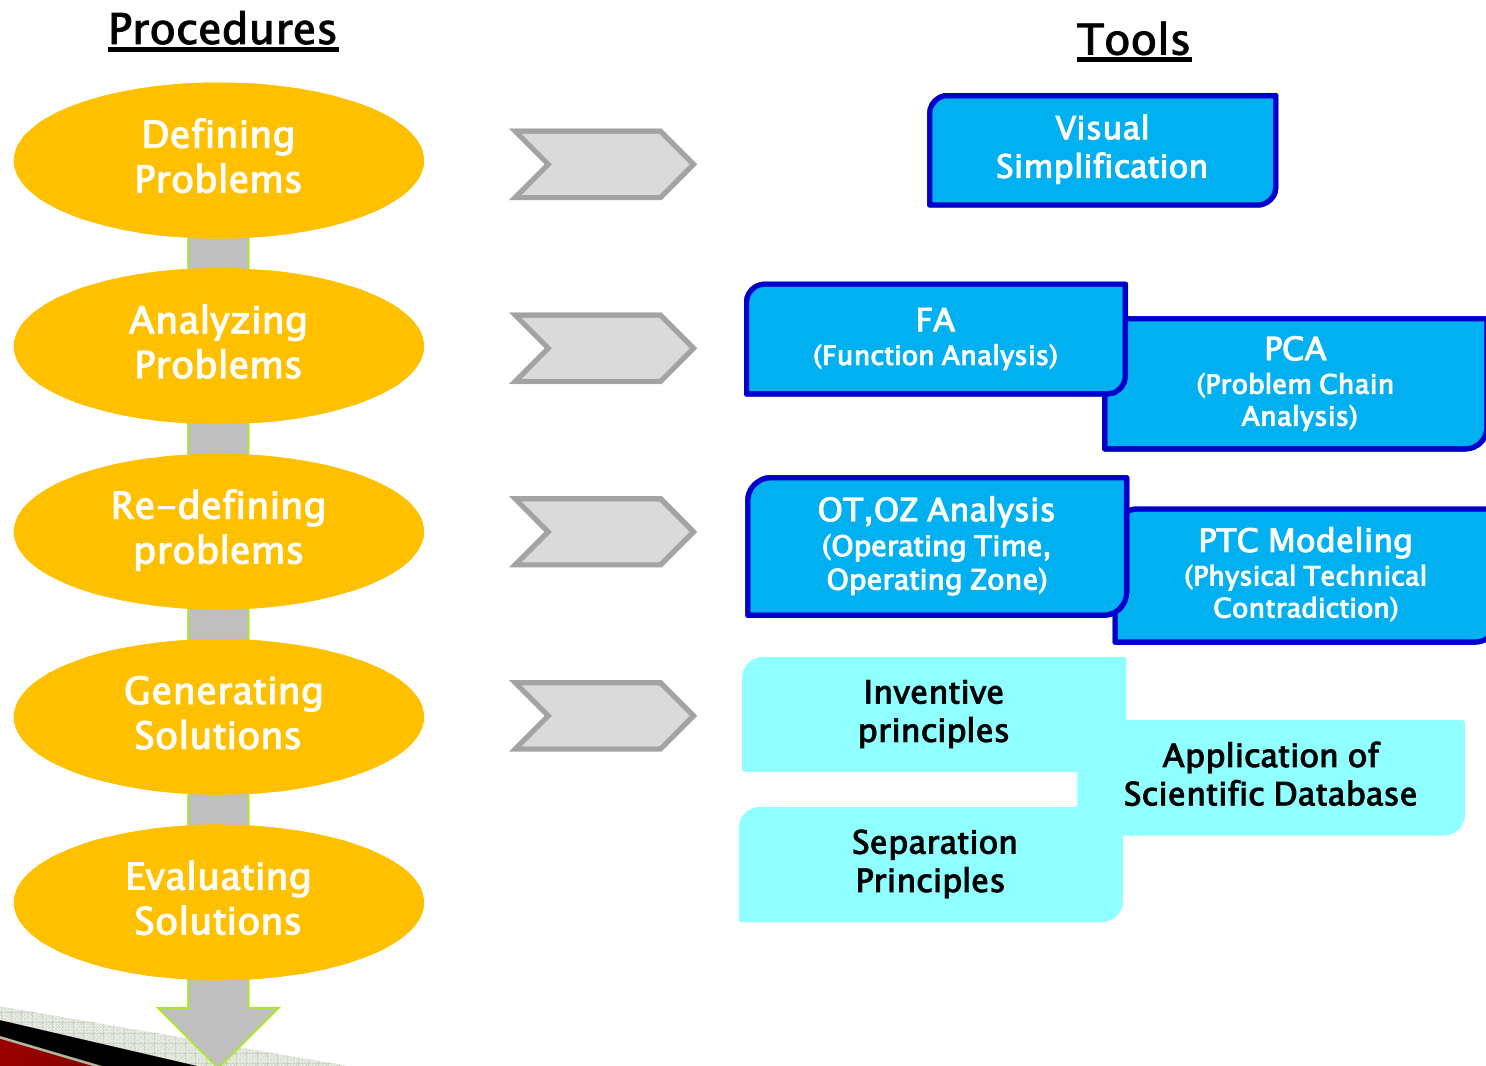 Procedures
Tools
Defining
Problems
Visual
Simplification
Analyzing
Problems
FA
(Function Analysis)
PCA
(Problem Chain
Analysis)
Re-defining
problems
OT,OZ Analysis
(Operating Time,
Operating Zone)
PTC Modeling
(Physical Technical
Contradiction)
Generating
Solutions
Inventive
principles
Application of
Scientific Database
Separation
Principles
Evaluating
Solutions